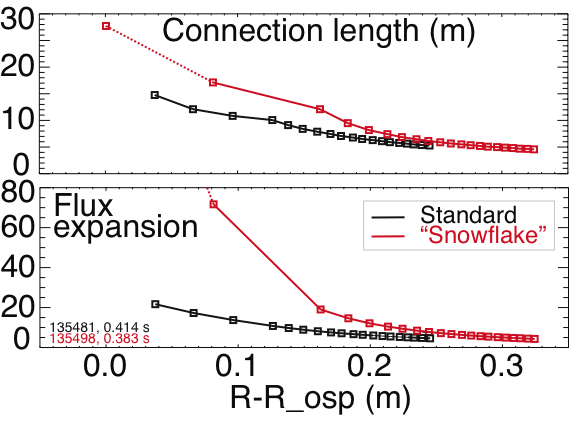 Connection length (m)
30
20
10
0
Flux
expansion
80
60
40
20
0
Standard
“Snowflake”
135481, 0.414 s
135498, 0.383 s
0.0
0.1
0.2
0.3
R-R_osp (m)